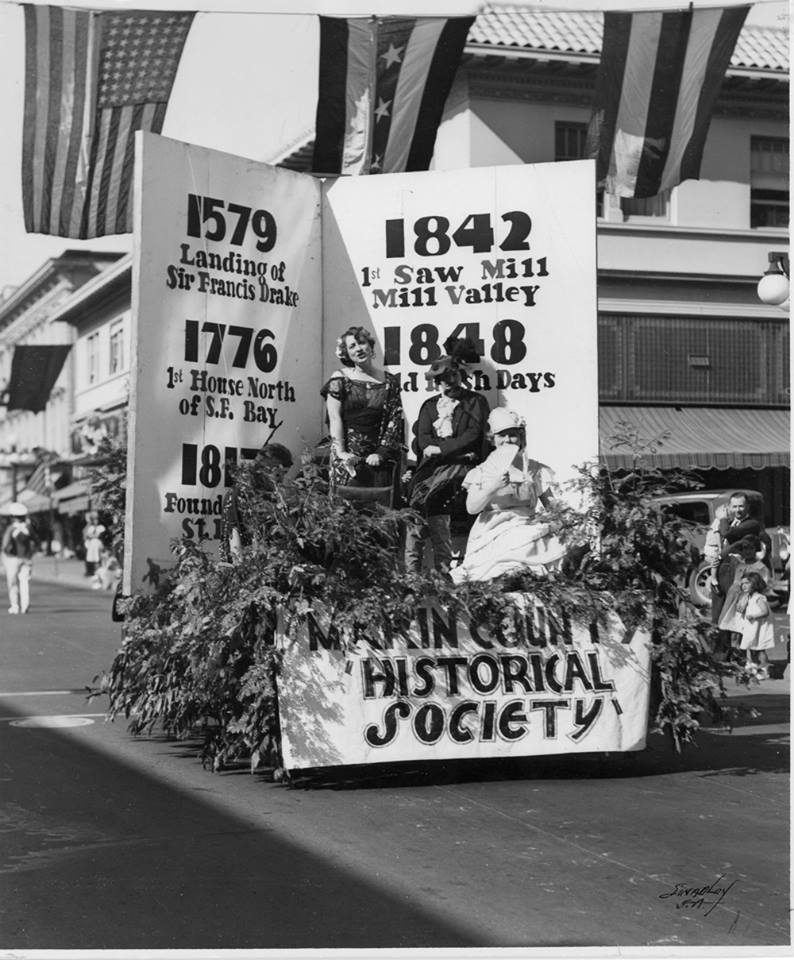 1579
Landing of
Sir Francis Drake
1776
1st House North
of S.F. Bay
1842
1st Saw Mill
Mill Valley
1848
Days
MARIN COUNTY
"HISTORICAL
SOCIETY"